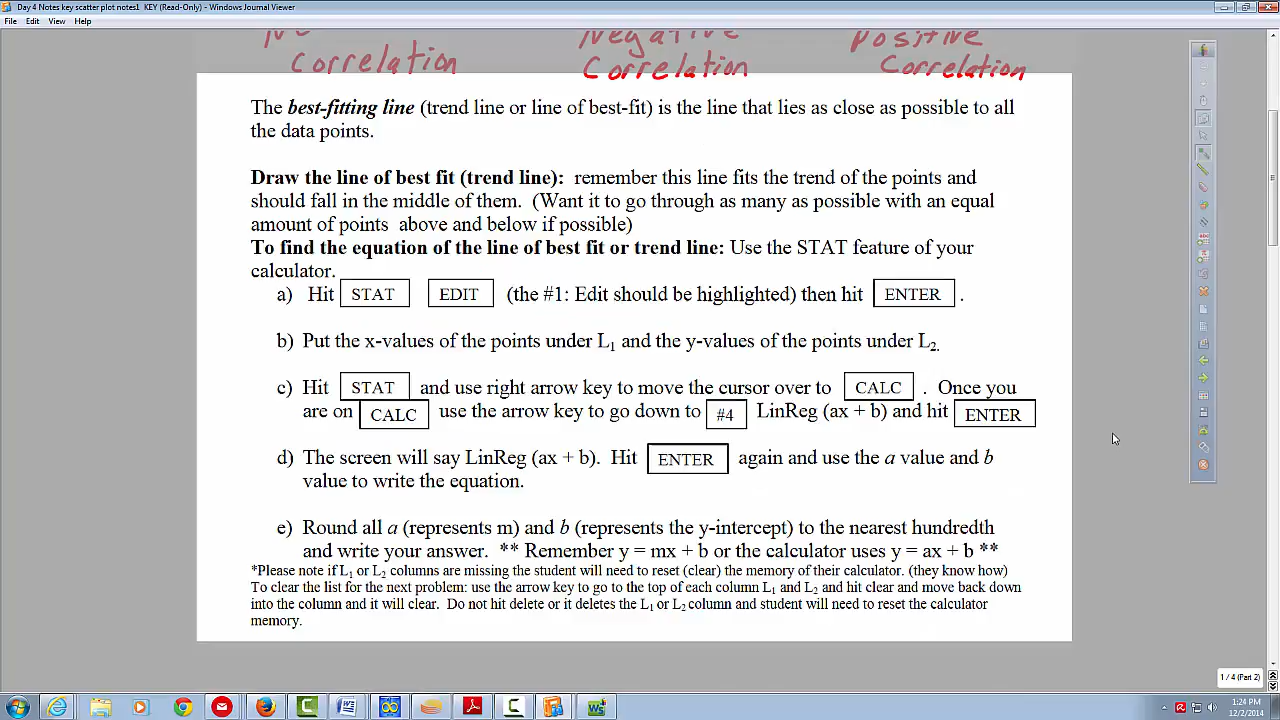 Day 4 Notes key scatter plot notes1 KEY (Read-Only) - Windows Journal Viewer
File Edit View Help
Negative Positive
Correlation Correlation Correlation
The best-fitting line (trend line or line of best-fit) is the line that lies as close as possible to all
the data points.
Draw the line of best fit (trend line): remember this line fits the trend of the points and
should fall in the middle of them. (Want it to go through as many as possible with an equal
amount of points above and below if possible)
To find the equation of the line of best fit or trend line: Use the STAT feature of your
calculator.
a) Hit STAT EDIT (the #1: Edit should be highlighted) then hit ENTER .
b) Put the x-values of the points under L1 and the y-values of the points under L2.
c) Hit STAT and use right arrow key to move the cursor over to CALC . Once you
are on CALC use the arrow key to go down to #4 LinReg (ax + b) and hit ENTER
d) The screen will say LinReg (ax + b). Hit ENTER again and use the a value and b
value to write the equation.
e) Round all a (represents m) and b (represents the y-intercept) to the nearest hundredth
and write your answer. ** Remember y = mx + b or the calculator uses y = ax + b **
*Please note if L1 or L2 columns are missing the student will need to reset (clear) the memory of their calculator. (they know how)
To clear the list for the next problem: use the arrow key to go to the top of each column L1 and L2 and hit clear and move back down
into the column and it will clear. Do not hit delete or it deletes the L1 or L2 column and student will need to reset the calculator
memory.
1 / 4 (Part 2)
1:24 PM
12/2/2014